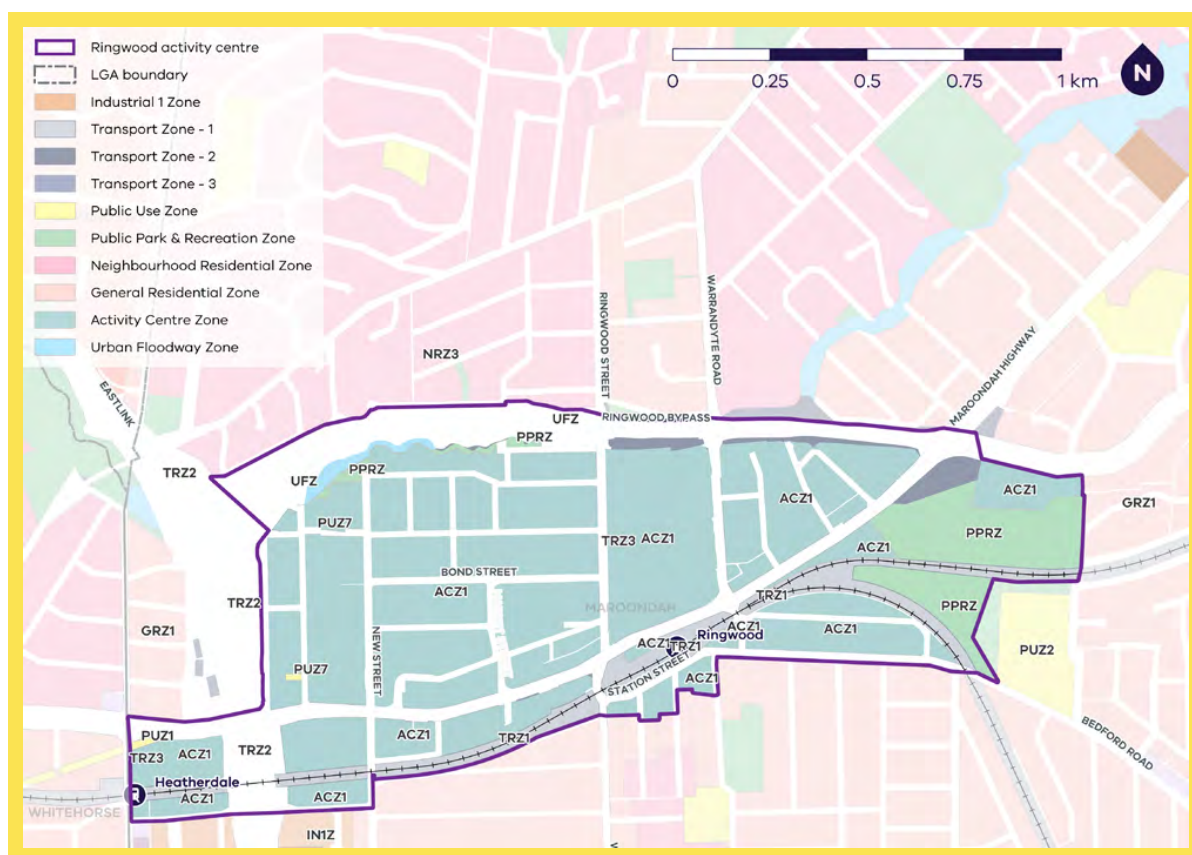 Ringwood activity centre
LGA boundary
Industrial 1 Zone
Transport Zone - 1
Transport Zone - 2
Transport Zone - 3
Public Use Zone
Public Park & Recreation Zone
Neighbourhood Residential Zone
General Residential Zone
Activity Centre Zone
Urban Floodway Zone
0 0.25 0.5 0.75 1 km
N
EASTLINK
NRZ3
RINGWOOD STREET
WARRANDYTE ROAD
MAROONDAH HIGHWAY
UFZ
RINGWOOD BYPASS
PPRZ
TRZ2
UFZ
PPRZ
ACZ1
ACZ1
GRZ1
PUZ7
TRZ3 ACZ1
ACZ1
PPRZ
BOND STREET
ACZ1
TRZ2
MAROONDAH
TRZ1
PPRZ
GRZ1
NEW STREET
ACZ1
ACZ1
TRZ1
Ringwood
ACZ1
PUZ2
PUZ7
STATION STREET
ACZ1
BEDFORD ROAD
PUZ1
TRZ3
ACZ1
TRZ2
ACZ1
TRZ1
Heatherdale
ACZ1
ACZ1
WHITEHORSE
IN1Z